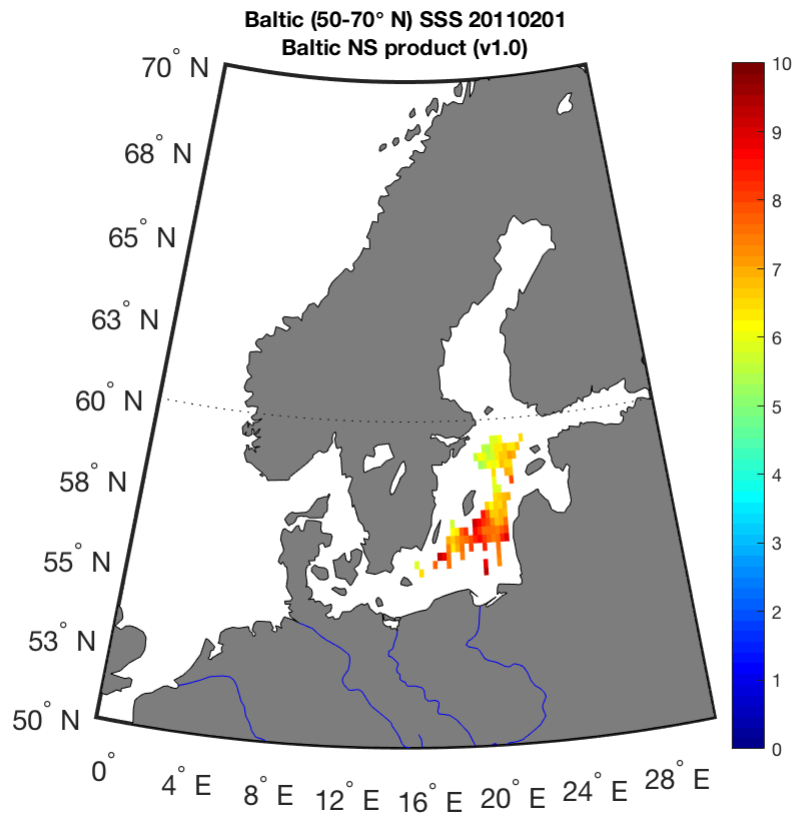 Baltic (50-70° N) SSS 20110201
Baltic NS product (v1.0)
70° N
68° N
65° N
63° N
60° N
58° N
55° N
53° N
50° N
0°
4° E
8° E
12° E
16° E
20° E
24° E
28° E
10
9
8
7
6
5
4
3
2
1
0